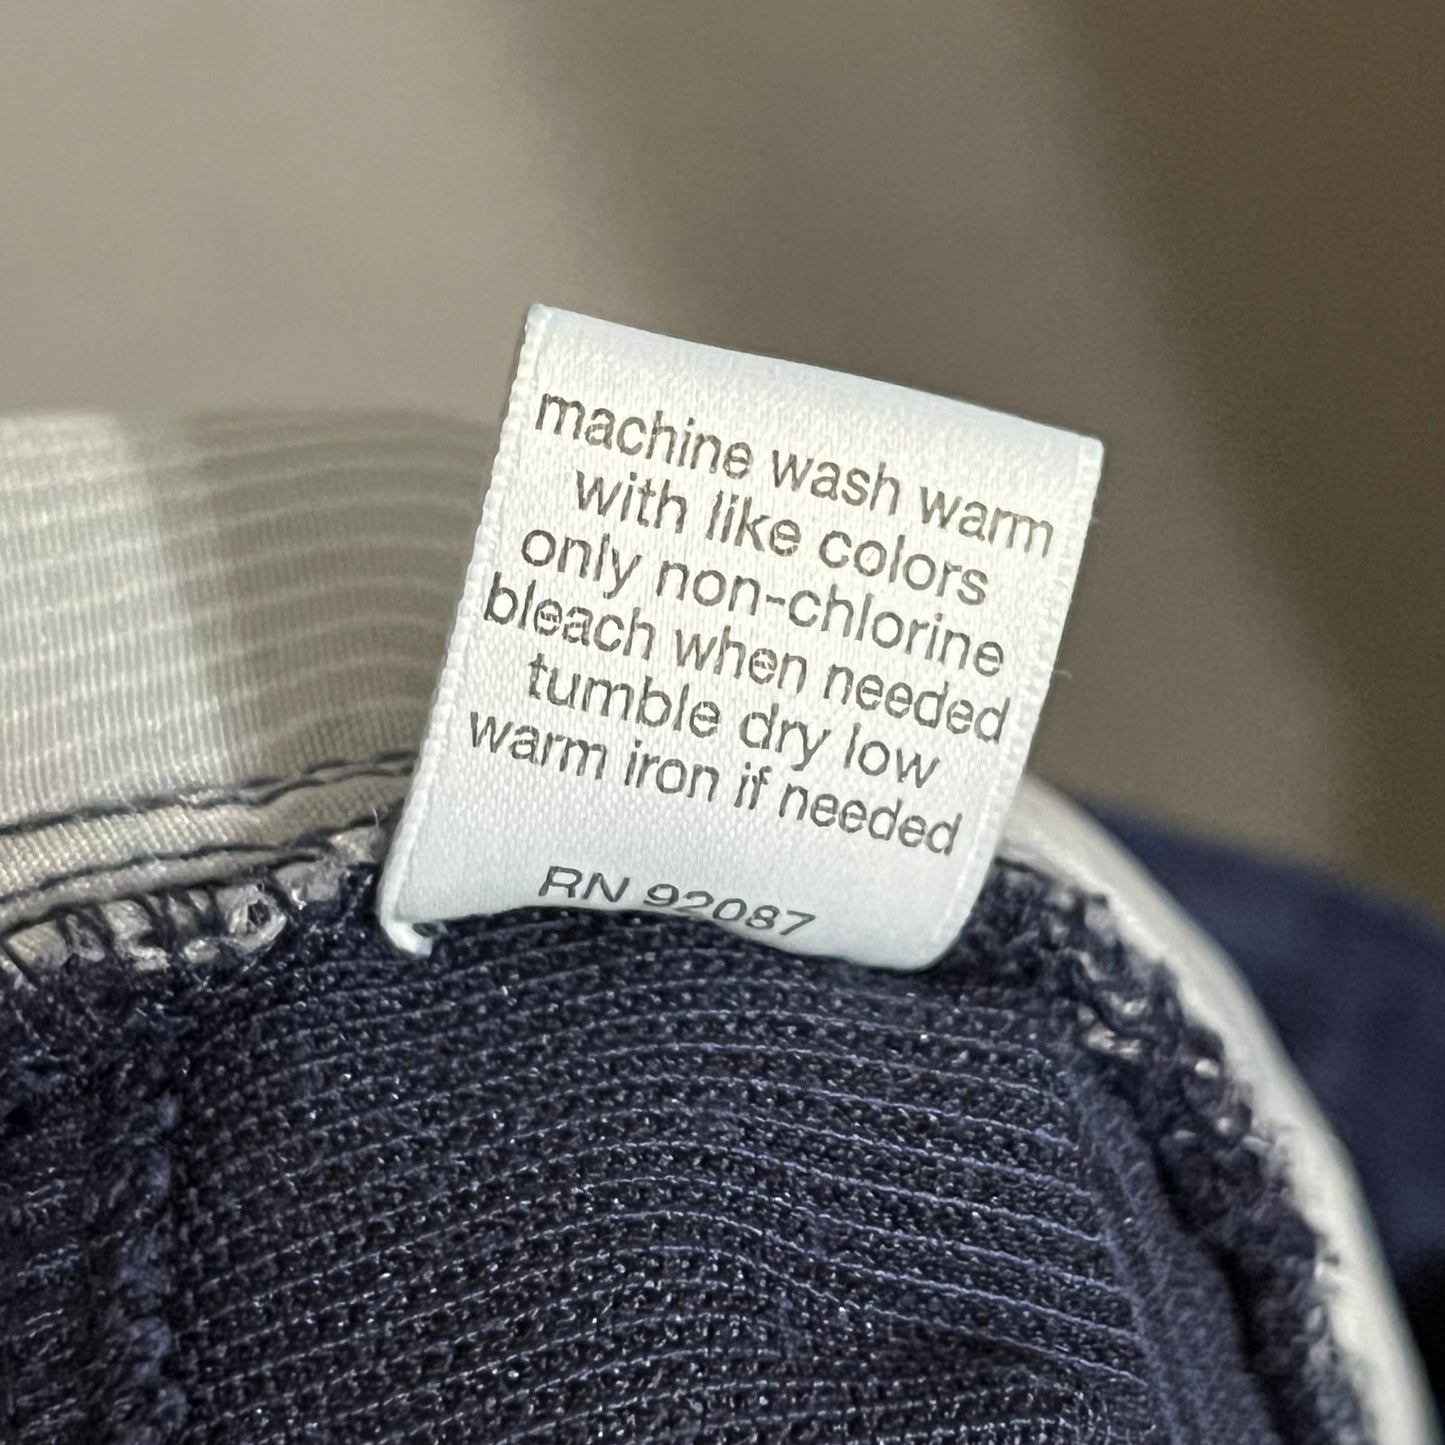 machine wash warm
with like colors
only non-chlorine
bleach when needed
tumble dry low
warm iron if needed
RN 92087